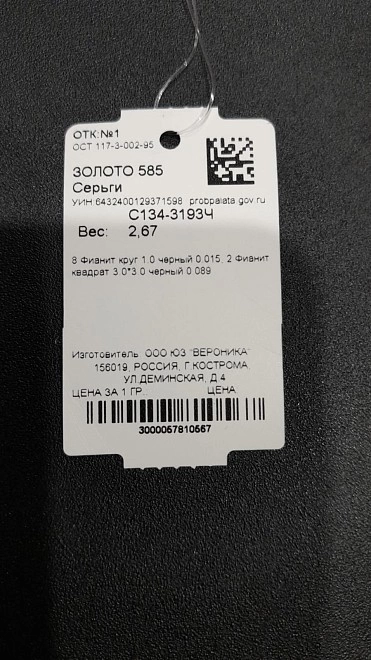 ОТК:№1
ОСТ 117-3-002-95
ЗОЛОТО 585
Серьги
УИН:6432400129371598 probpalata.gov.ru
С134-3193Ч
Вес: 2,67
8 Фианит круг 1.0 черный 0.015, 2 Фианит
квадрат 3.0*3.0 черный 0.089
Изготовитель ООО ЮЗ "ВЕРОНИКА"
156019, РОССИЯ, Г.КОСТРОМА,
УЛ.ДЕМИНСКАЯ, Д.4
ЦЕНА ЗА 1 ГР.: ЦЕНА
3000057810567